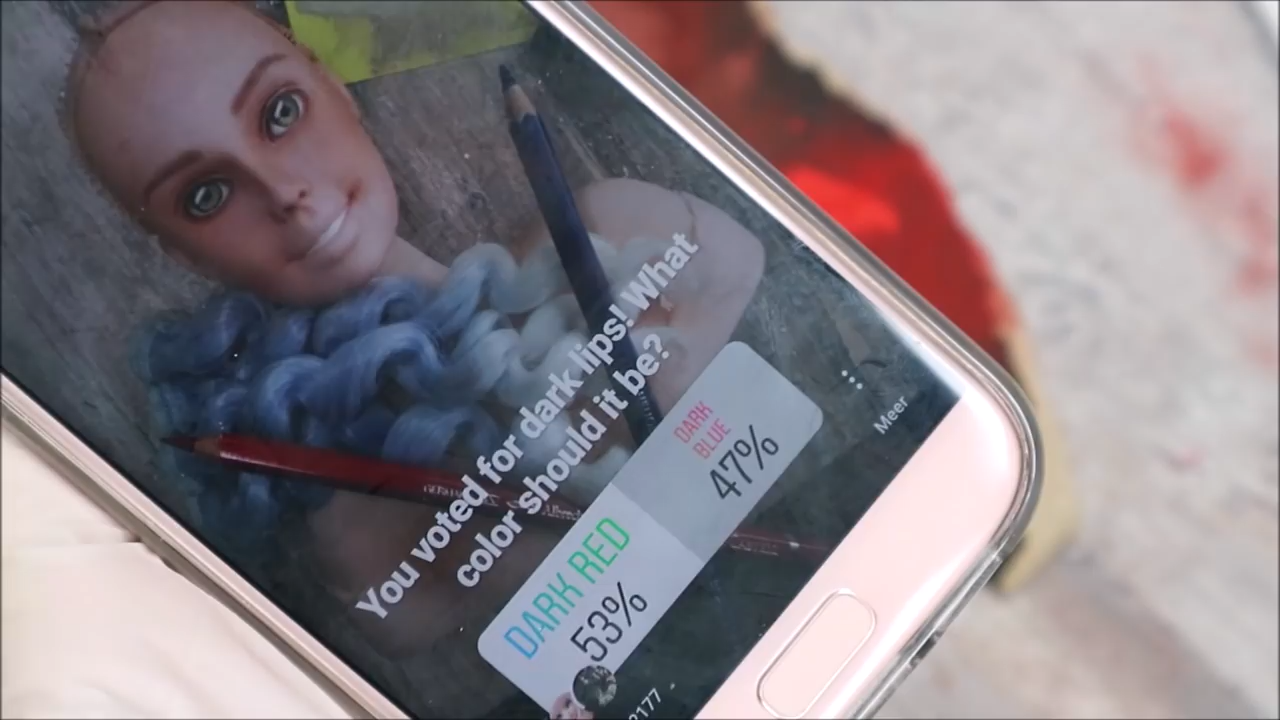 You voted for dark lips! What
color should it be?
DARK RED
53%
DARK
BLUE
47%
Meer